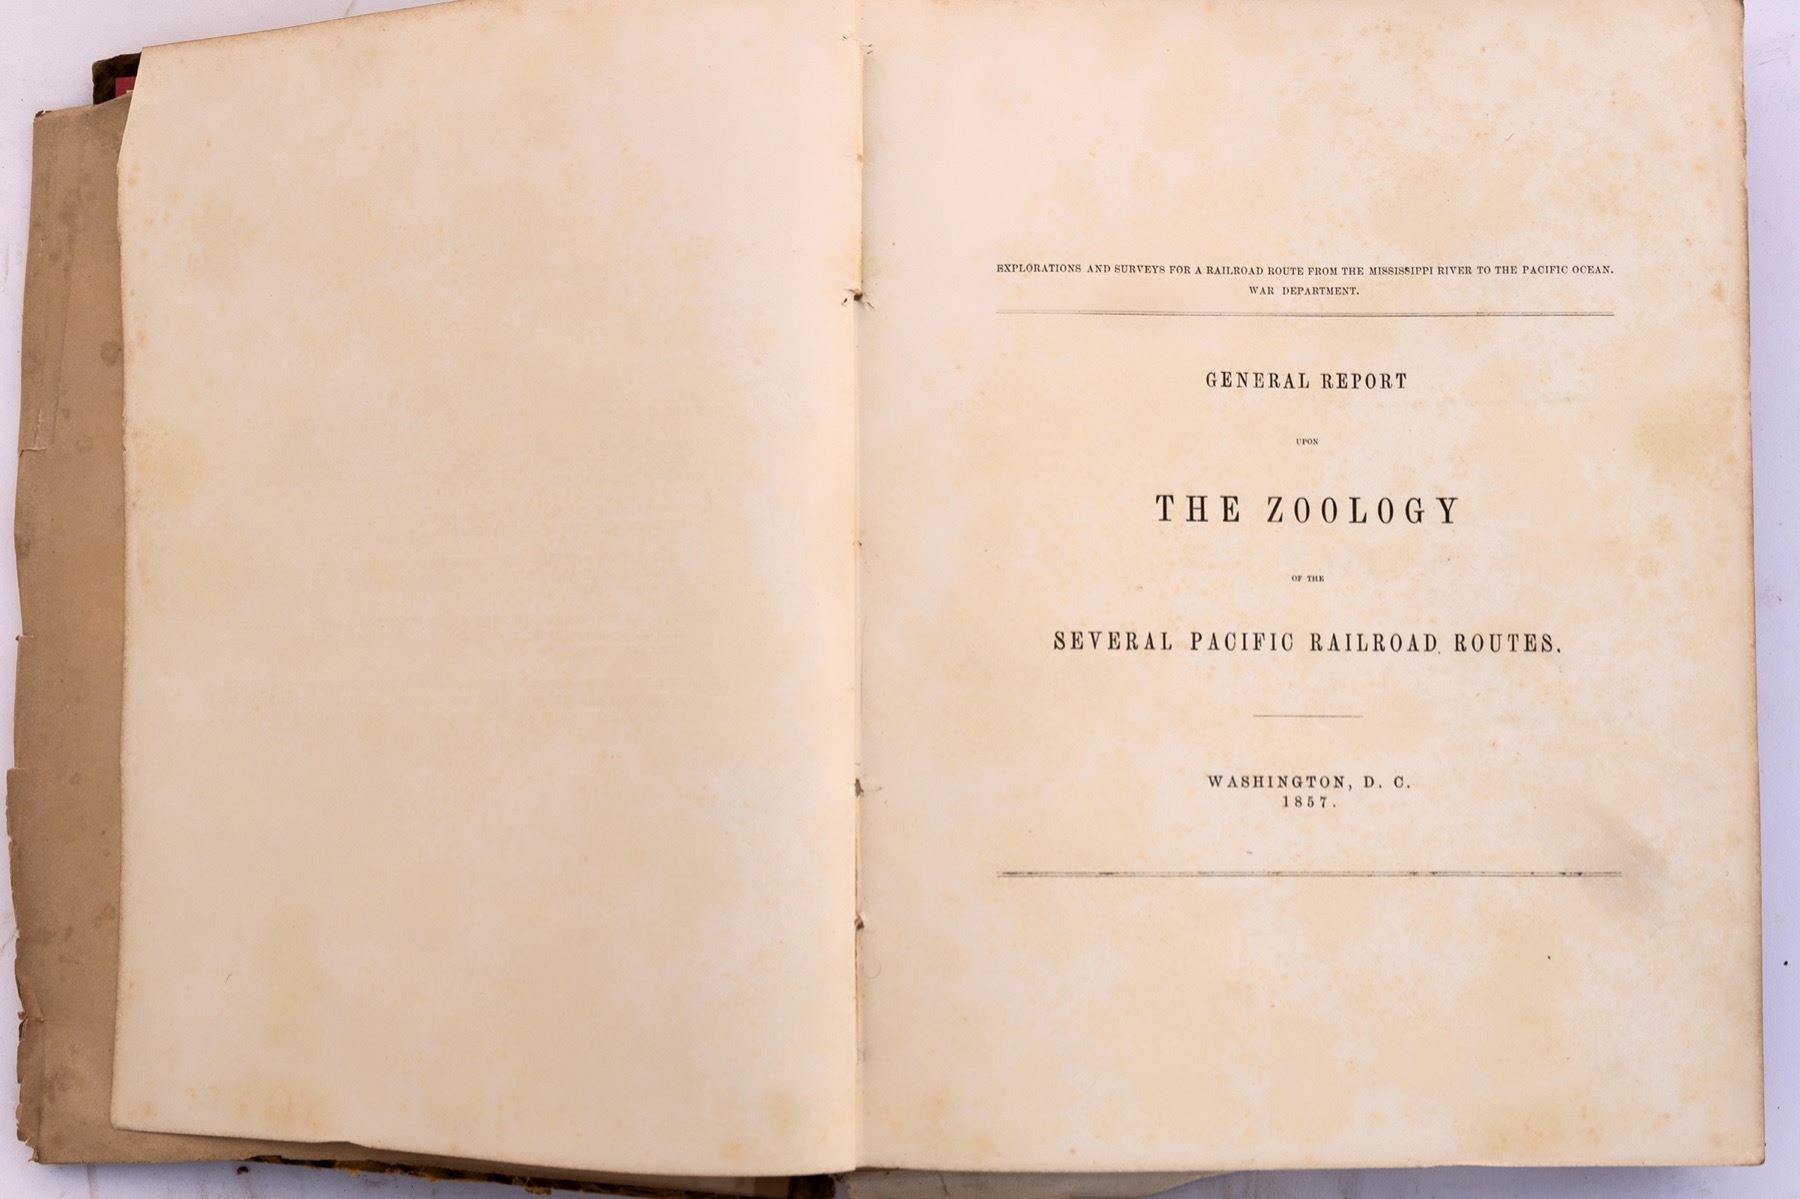 EXPLORATIONS AND SURVEYS FOR A RAILROAD ROUTE FROM THE MISSISSIPPI RIVER TO THE PACIFIC OCEAN.
WAR DEPARTMENT.
GENERAL REPORT
UPON
THE ZOOLOGY
OF THE
SEVERAL PACIFIC RAILROAD ROUTES.
WASHINGTON, D. C.
1857.